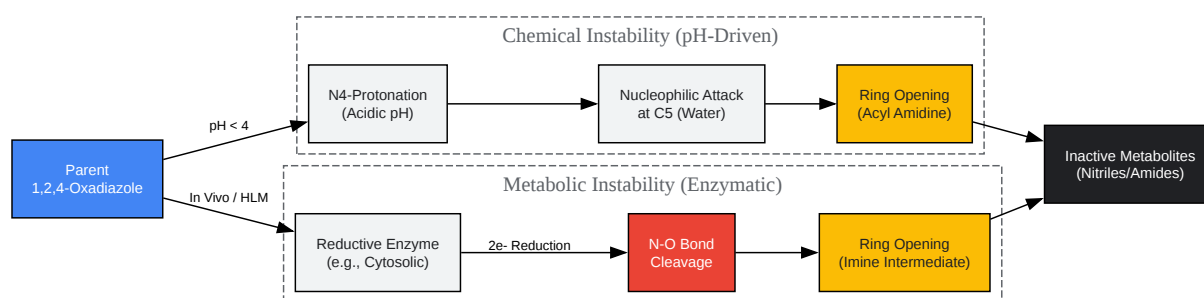 Chemical Instability (pH-Driven)
N4-Protonation
(Acidic pH)
Nucleophilic Attack
at C5 (Water)
Ring Opening
(Acyl Amidine)
pH < 4
Parent
1,2,4-Oxadiazole
Inactive Metabolites
(Nitriles/Amides)
In Vivo / HLM
Metabolic Instability (Enzymatic)
Reductive Enzyme
(e.g., Cytosolic)
2e- Reduction
N-O Bond
Cleavage
Ring Opening
(Imine Intermediate)